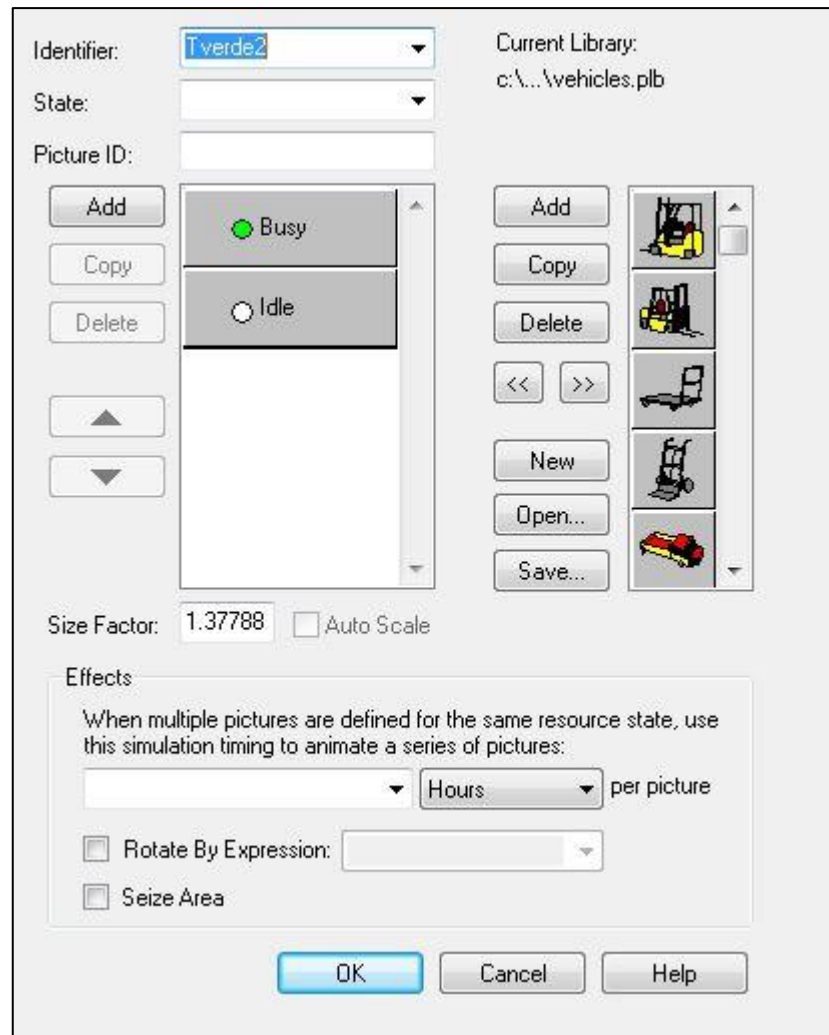 Identifier:
Tverde2
Current Library:
c:\...\vehicles.plb
State:
Picture ID:
Add
Copy
Delete
Busy
Idle
Add
Copy
Delete
<<
>>
New
Open...
Save...
Size Factor:
1.37788
Auto Scale
Effects
When multiple pictures are defined for the same resource state, use
this simulation timing to animate a series of pictures:
Hours
per picture
Rotate By Expression:
Seize Area
OK
Cancel
Help